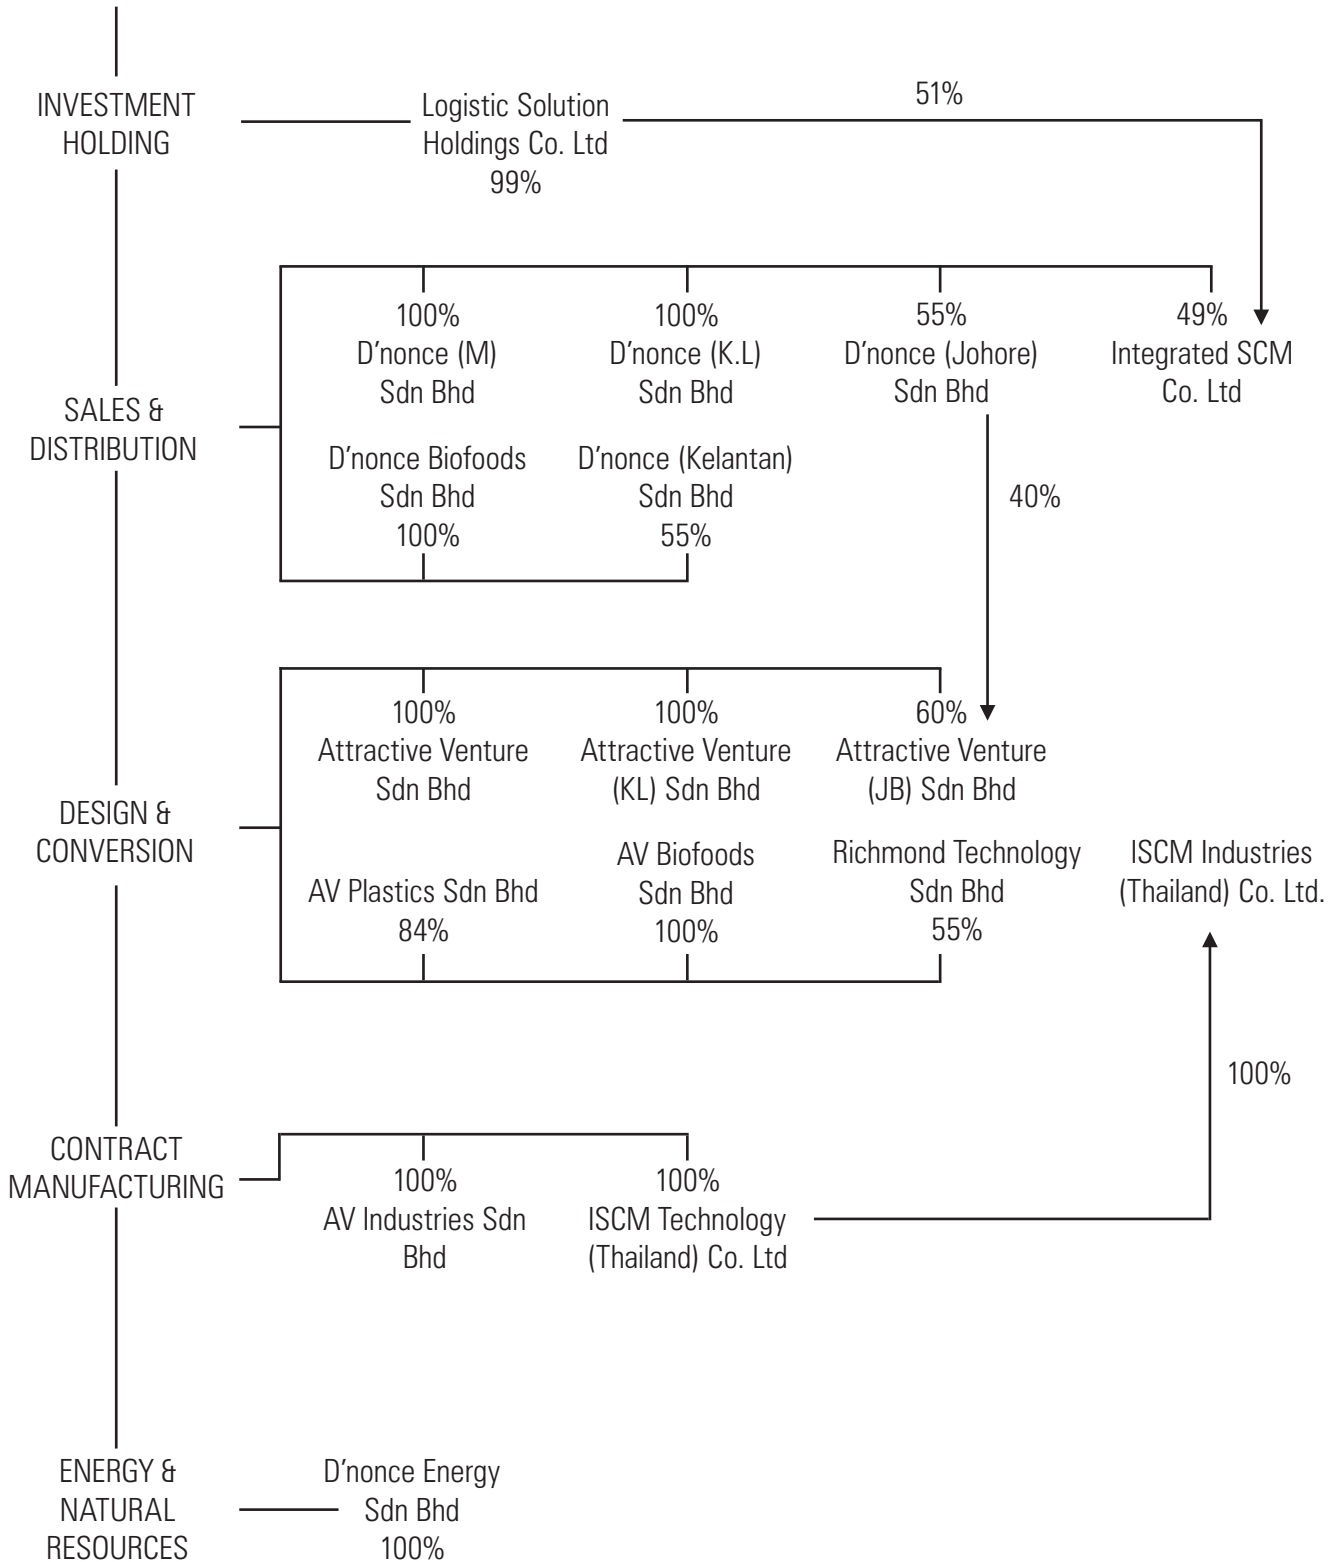 INVESTMENT
HOLDING
Logistic Solution
Holdings Co. Ltd
99%
51%
SALES &
DISTRIBUTION
100%
D'nonce (M)
Sdn Bhd
100%
D'nonce (K.L)
Sdn Bhd
55%
D'nonce (Johore)
Sdn Bhd
49%
Integrated SCM
Co. Ltd
D'nonce Biofoods
Sdn Bhd
100%
D'nonce (Kelantan)
Sdn Bhd
55%
40%
DESIGN &
CONVERSION
100%
Attractive Venture
Sdn Bhd
100%
Attractive Venture
(KL) Sdn Bhd
60%
Attractive Venture
(JB) Sdn Bhd
AV Plastics Sdn Bhd
84%
AV Biofoods
Sdn Bhd
100%
Richmond Technology
Sdn Bhd
55%
ISCM Industries
(Thailand) Co. Ltd.
100%
CONTRACT
MANUFACTURING
100%
AV Industries Sdn
Bhd
100%
ISCM Technology
(Thailand) Co. Ltd
ENERGY &
NATURAL
RESOURCES
D'nonce Energy
Sdn Bhd
100%